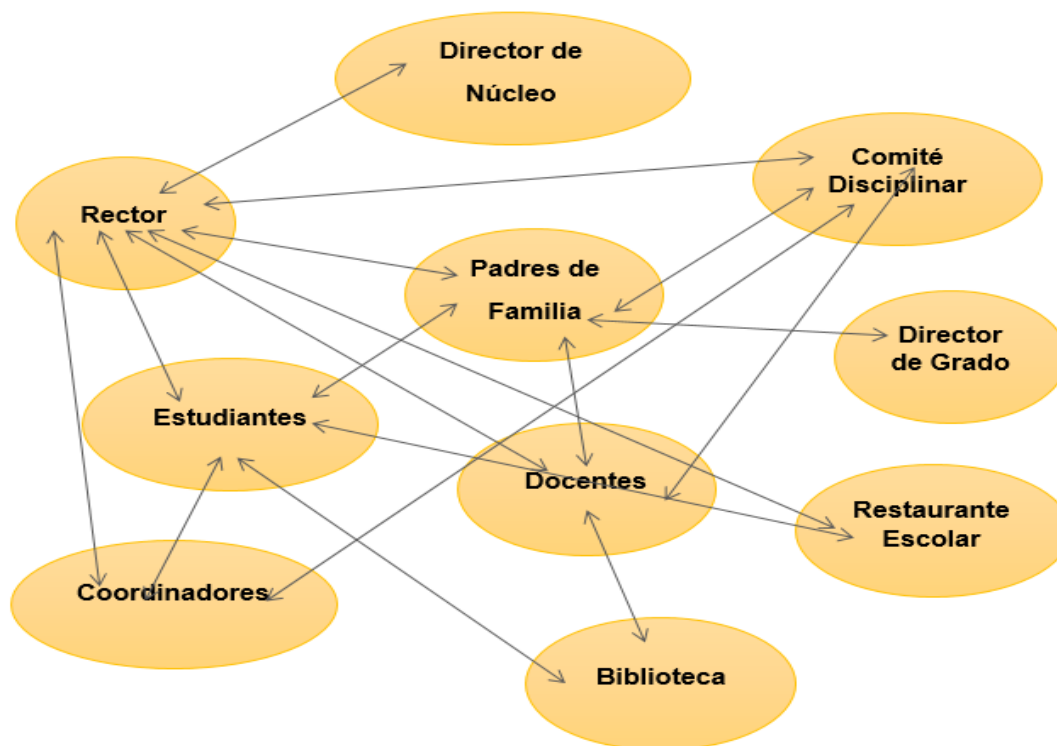 Director de
Núcleo
Comité
Disciplinar
Rector
Padres de
Familia
Director
de Grado
Estudiantes
Docentes
Restaurante
Escolar
Coordinadores
Biblioteca